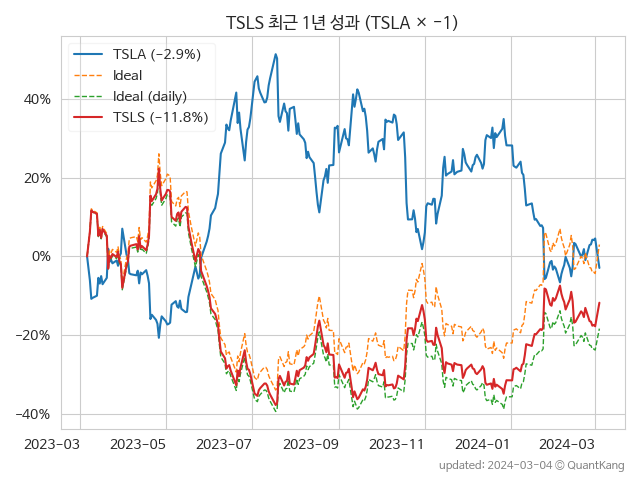 TSLS 최근 1년 성과 (TSLA × −1)
TSLA (−2.9%)
Ideal
Ideal (daily)
TSLS (−11.8%)
40%
20%
0%
−20%
−40%
2023−03
2023−05
2023−07
2023−09
2023−11
2024−01
2024−03
updated: 2024−03−04 © QuantKang